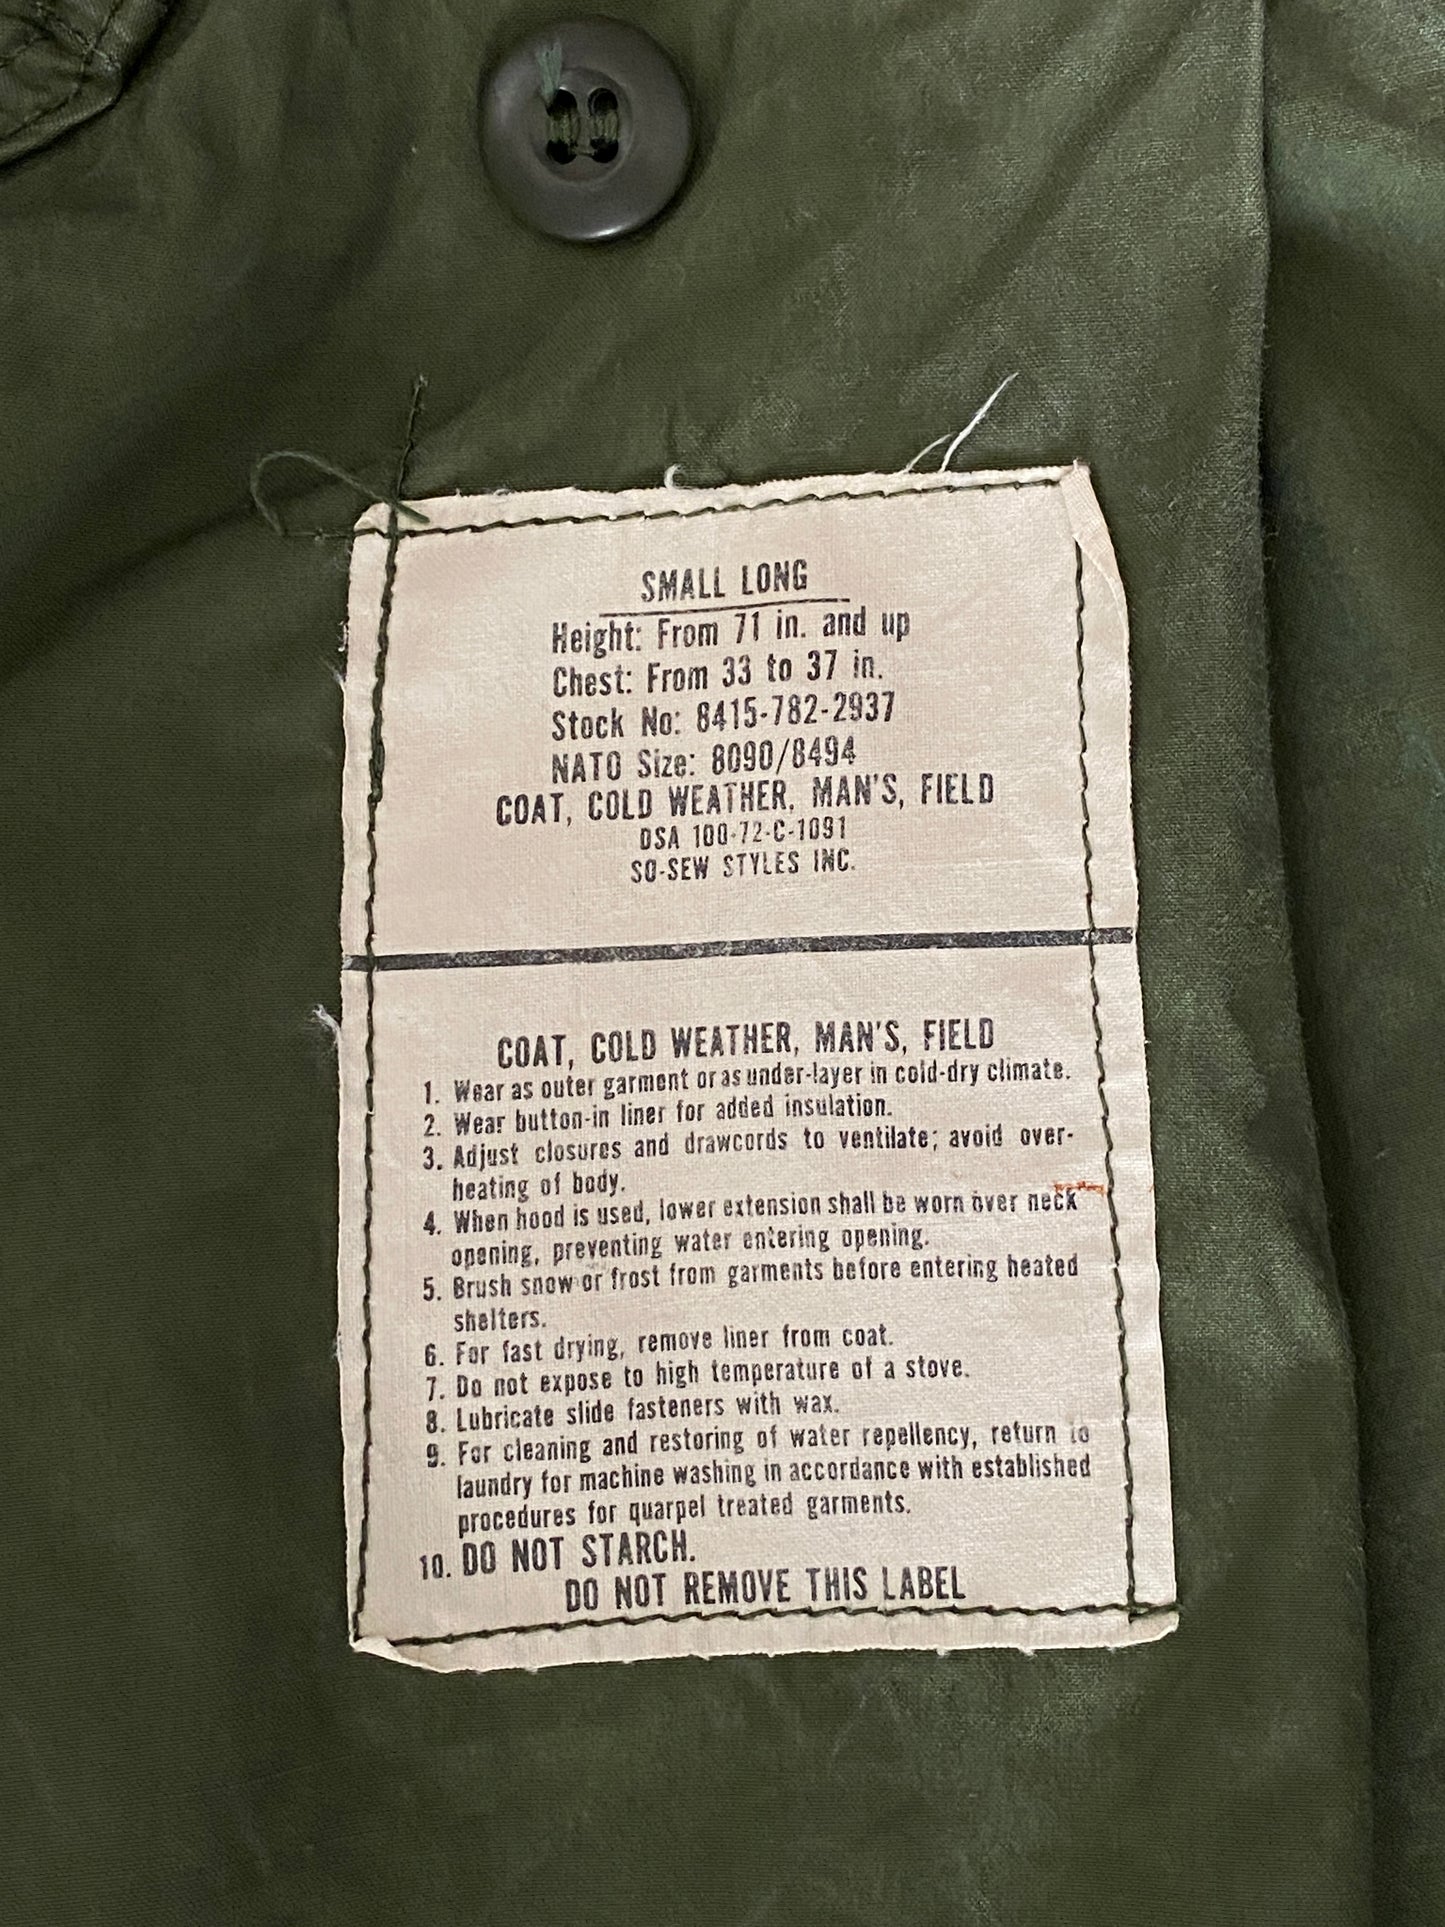 SMALL LONG
Height: From 71 in. and up
Chest: From 33 to 37 in.
Stock No: 8415-782-2937
NATO Size: 8090/8494
COAT, COLD WEATHER, MAN'S, FIELD
DSA 100-72-C-1091
SO-SEW STYLES INC.
COAT, COLD WEATHER, MAN'S, FIELD
1. Wear as outer garment or as under-layer in cold-dry climate.
2. Wear button-in liner for added insulation.
3. Adjust closures and drawcords to ventilate; avoid over-
heating of body.
4. When hood is used, lower extension shall be worn over neck
opening, preventing water entering opening.
5. Brush snow or frost from garments before entering heated
shelters.
6. For fast drying, remove liner from coat.
7. Do not expose to high temperature of a stove.
8. Lubricate slide fasteners with wax.
9. For cleaning and restoring of water repellency, return to
laundry for machine washing in accordance with established
procedures for quarpel treated garments.
10. DO NOT STARCH.
DO NOT REMOVE THIS LABEL